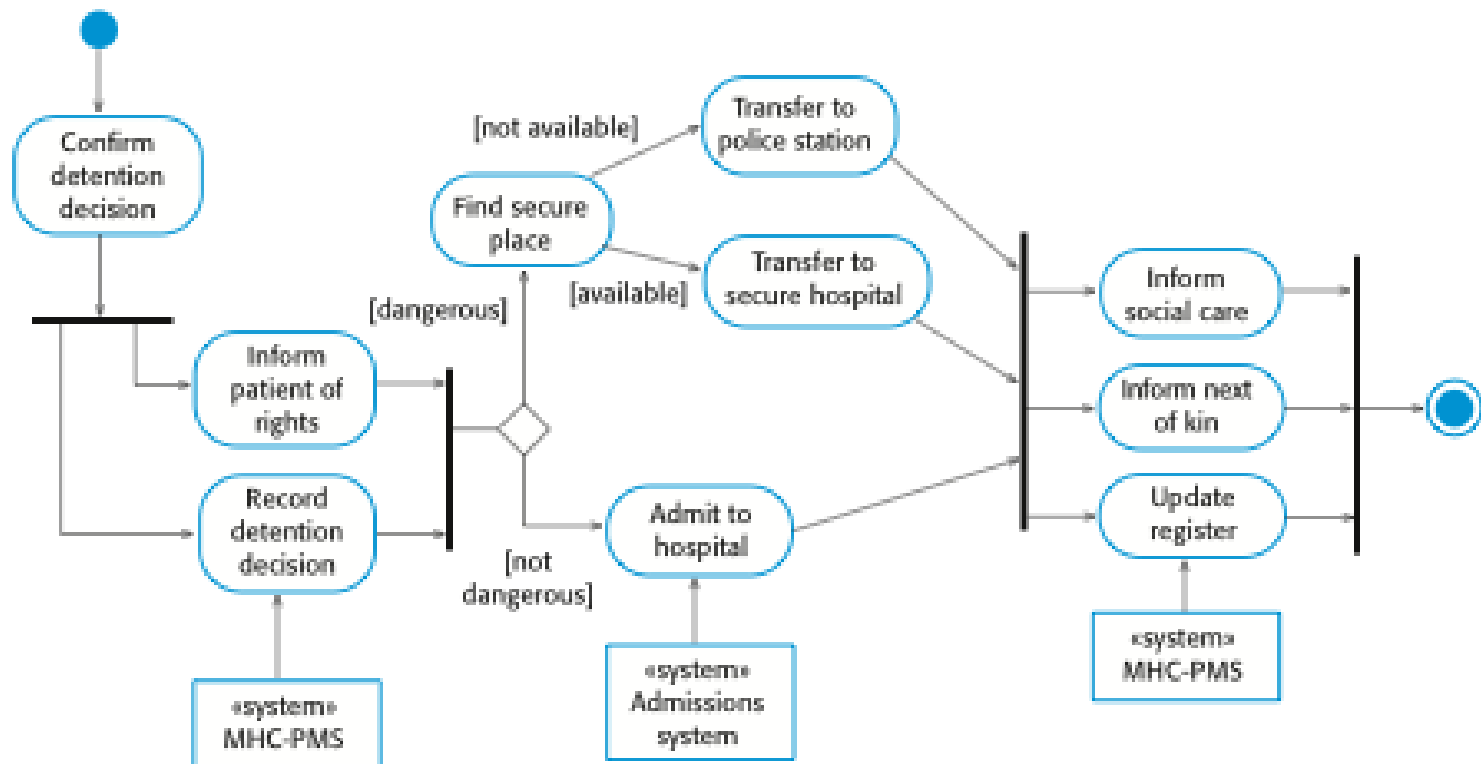 Confirm
detention
decision
Inform
patient of
rights
Record
detention
decision
«system»
MHC-PMS
[dangerous]
[not
dangerous]
Find secure
place
[not available]
[available]
Transfer to
police station
Transfer to
secure hospital
Admit to
hospital
«system»
Admissions
system
Inform
social care
Inform next
of kin
Update
register
«system»
MHC-PMS